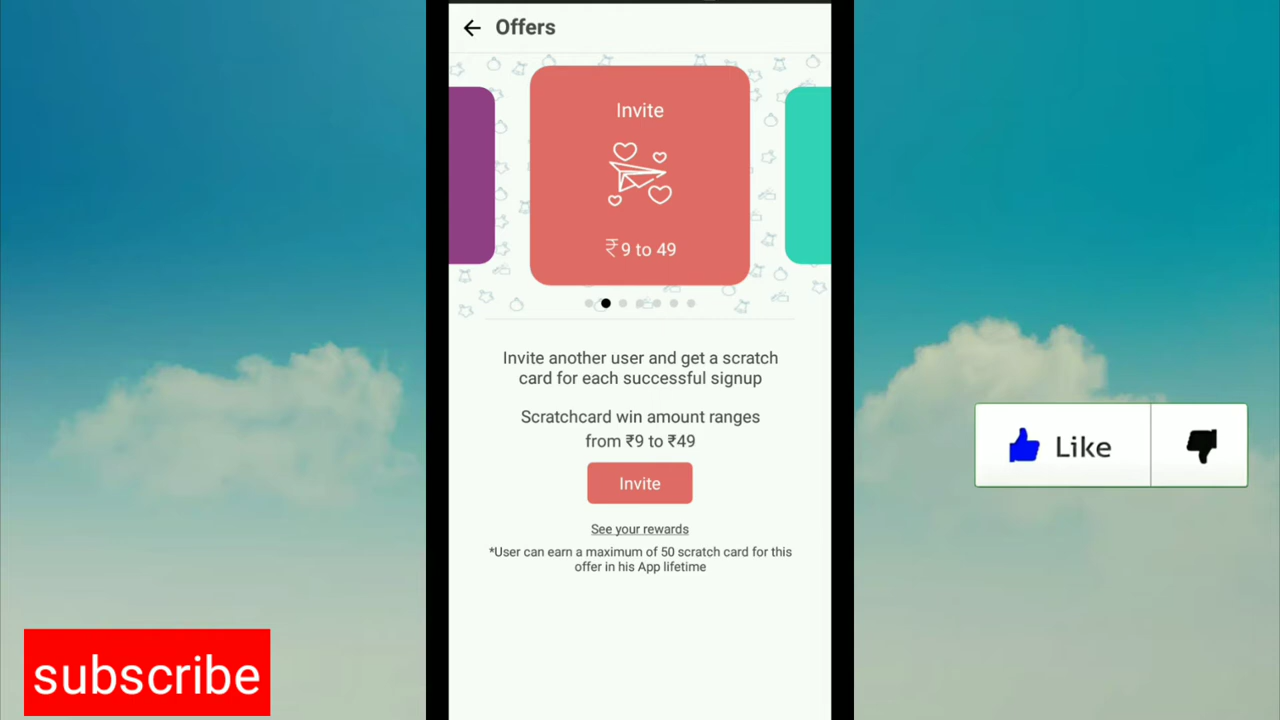 Offers
Invite
₹9 to 49
Invite another user and get a scratch
card for each successful signup
Scratchcard win amount ranges
from ₹9 to ₹49
Invite
See your rewards
*User can earn a maximum of 50 scratch card for this
offer in his App lifetime
Like
subscribe